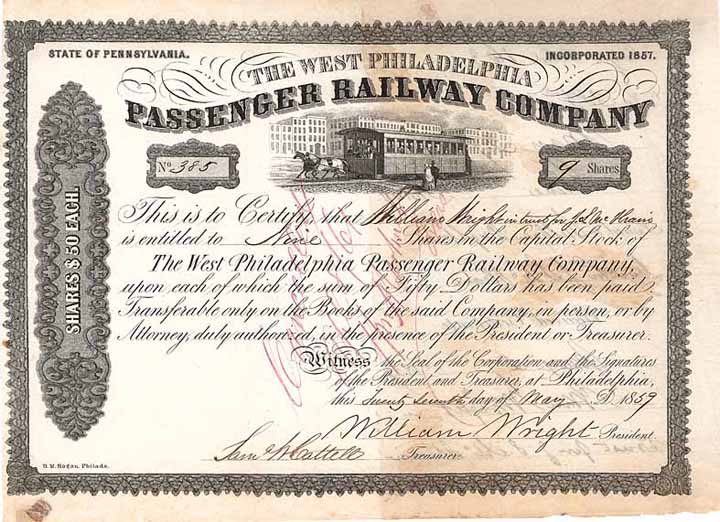 STATE OF PENNSYLVANIA.
INCORPORATED 1857.
THE WEST PHILADELPHIA
PASSENGER RAILWAY COMPANY
No. 385
9 Shares
SHARES $50 EACH.
This is to Certify that William Wright in trust for
is entitled to Nine Shares in the Capital Stock of
The West Philadelphia Passenger Railway Company,
upon each of which the sum of Fifty Dollars has been paid
Transferable only on the Books of the said Company, in person, or by
Attorney, duly authorized, in the presence of the President or Treasurer.
Witness the Seal of the Corporation and the Signatures
of the President and Treasurer, at Philadelphia,
this Twenty Seventh day of May D. 1859
William Wright President.
Treasurer